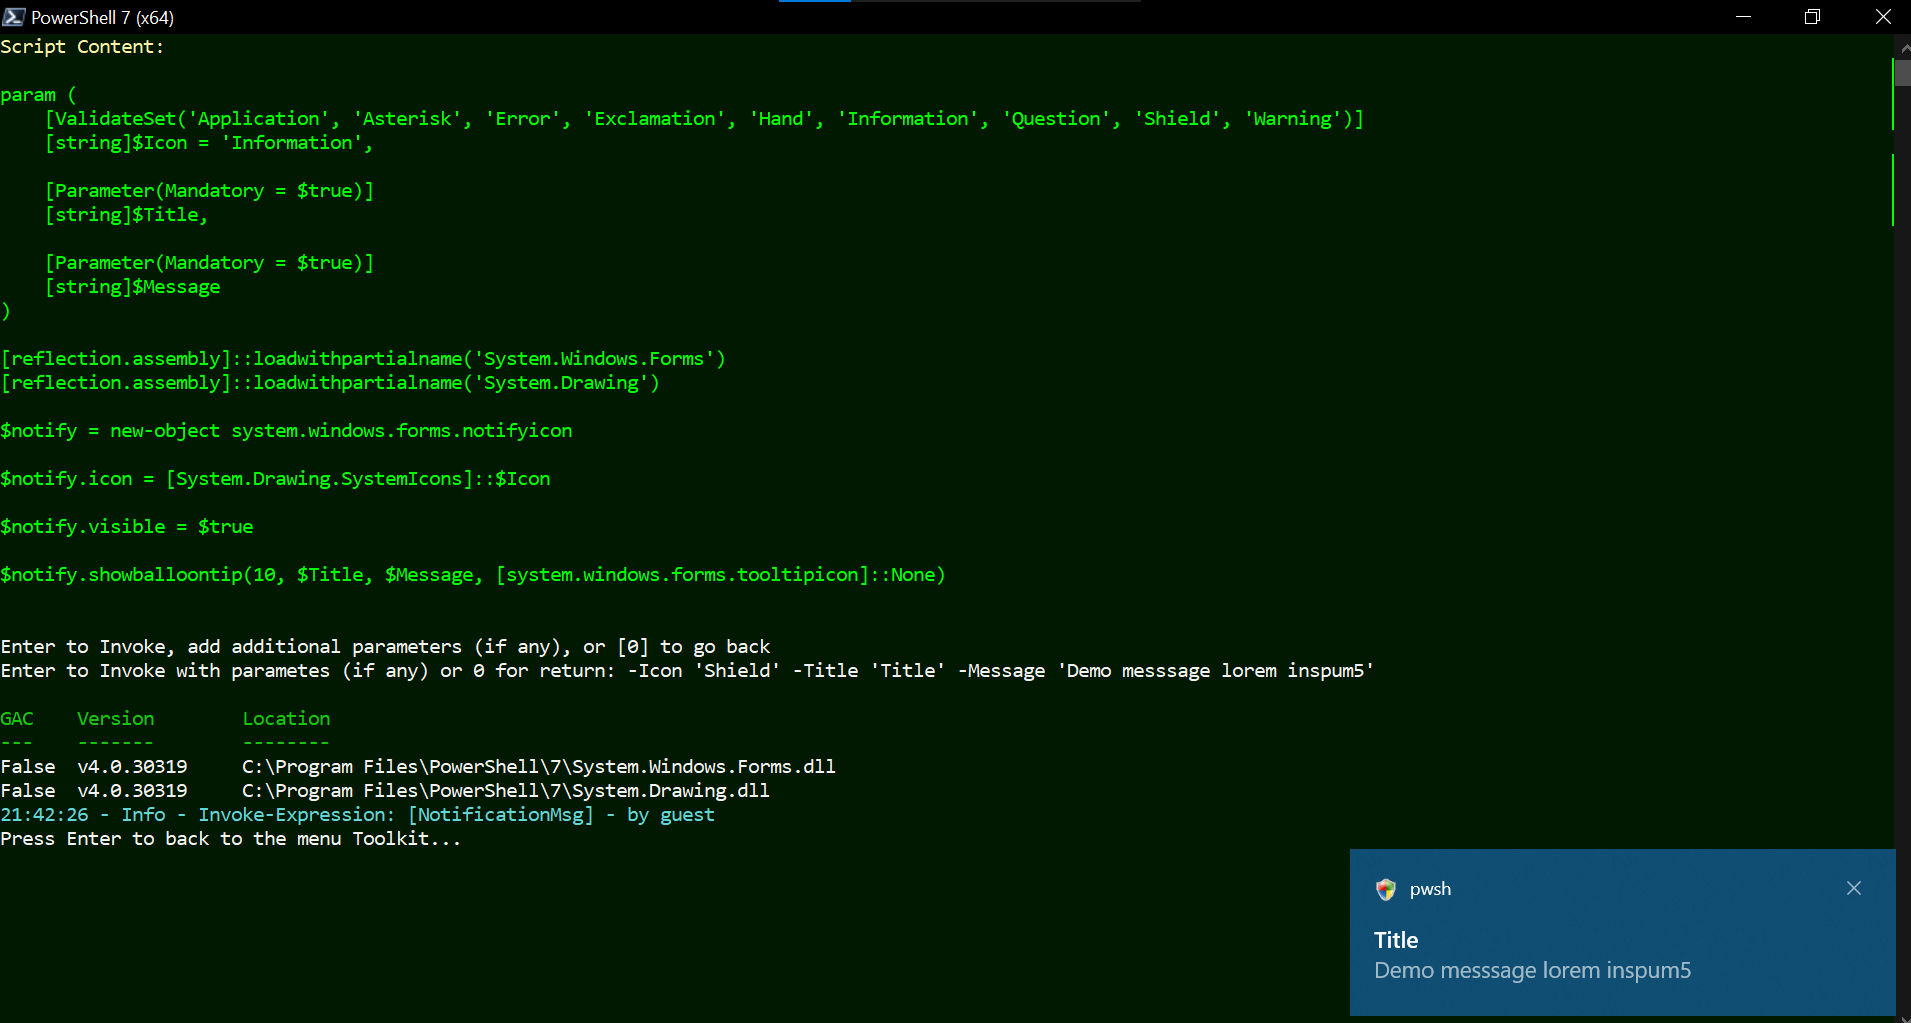 PowerShell 7 (x64)
Script Content:
param (
    [ValidateSet('Application', 'Asterisk', 'Error', 'Exclamation', 'Hand', 'Information', 'Question', 'Shield', 'Warning')]
    [string]$Icon = 'Information',
    [Parameter(Mandatory = $true)]
    [string]$Title,
    [Parameter(Mandatory = $true)]
    [string]$Message
)
[reflection.assembly]::loadwithpartialname('System.Windows.Forms')
[reflection.assembly]::loadwithpartialname('System.Drawing')
$notify = new-object system.windows.forms.notifyicon
$notify.icon = [System.Drawing.SystemIcons]::$Icon
$notify.visible = $true
$notify.showballoontip(10, $Title, $Message, [system.windows.forms.tooltipicon]::None)
Enter to Invoke, add additional parameters (if any), or [0] to go back
Enter to Invoke with parametes (if any) or 0 for return: -Icon 'Shield' -Title 'Title' -Message 'Demo messsage lorem inspum5'
GAC    Version        Location
---    -------        --------
False  v4.0.30319     C:\Program Files\PowerShell\7\System.Windows.Forms.dll
False  v4.0.30319     C:\Program Files\PowerShell\7\System.Drawing.dll
21:42:26 - Info - Invoke-Expression: [NotificationMsg] - by guest
Press Enter to back to the menu Toolkit...
pwsh
Title
Demo messsage lorem inspum5